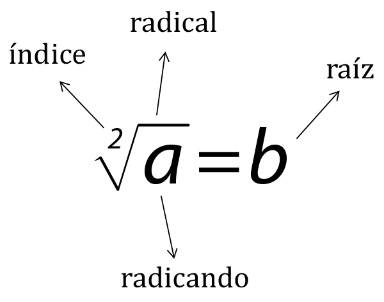 radical
índice
raíz
²√a = b
radicando